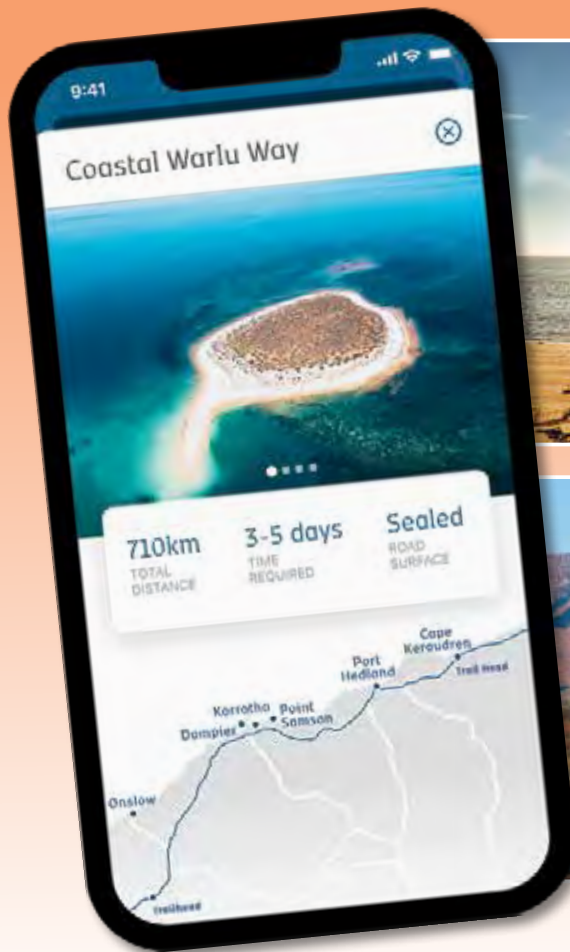 9:41
Coastal Warlu Way
710km
TOTAL
DISTANCE
3-5 days
TIME
REQUIRED
Sealed
ROAD
SURFACE
Cape
Keraudren
Trail Head
Port
Hedland
Karratha
Point
Samson
Dampier
Onslow
Trailhead